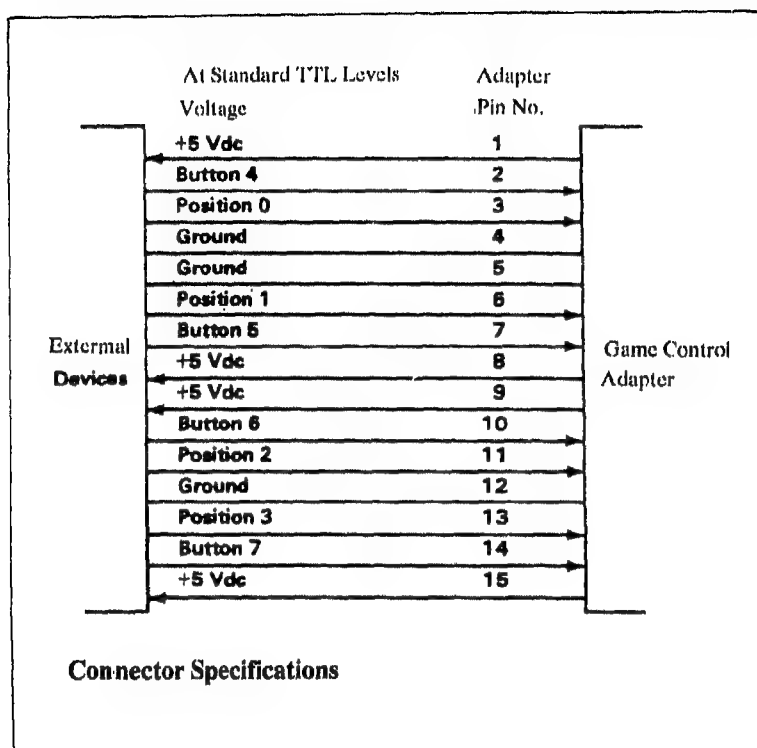 At Standard TTL Levels Adapter
Voltage Pin No.
+5 Vdc 1
Button 4 2
Position 0 3
Ground 4
Ground 5
Position 1 6
Button 5 7
Extermal Devices
+5 Vdc 8
Game Control Adapter
+5 Vdc 9
Button 6 10
Position 2 11
Ground 12
Position 3 13
Button 7 14
+5 Vdc 15
Connector Specifications